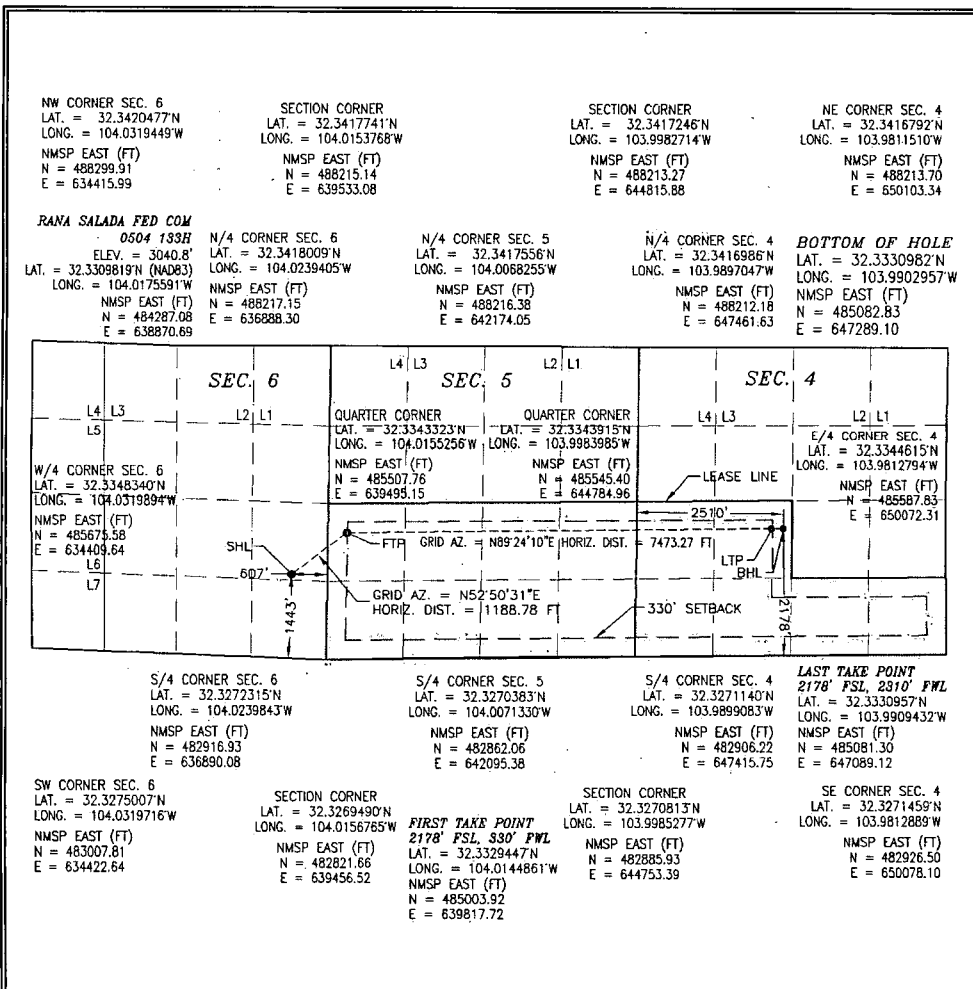 NW CORNER SEC. 6
LAT. = 32.3420477'N
LONG. = 104.0319449'W
NMSP EAST (FT)
N = 488299.91
E = 634415.99
SECTION CORNER
LAT. = 32.3417741'N
LONG. = 104.0153768'W
NMSP EAST (FT)
N = 488215.14
E = 639533.08
SECTION CORNER
LAT. = 32.3417246'N
LONG. = 103.9982714'W
NMSP EAST (FT)
N = 488213.27
E = 644815.88
NE CORNER SEC. 4
LAT. = 32.3416792'N
LONG. = 103.9811510'W
NMSP EAST (FT)
N = 488213.70
E = 650103.34
RANA SALADA FED COM
0504 133H
ELEV. = 3040.8'
LAT. = 32.3309819'N (NAD83)
LONG. = 104.0175591'W
NMSP EAST (FT)
N = 484287.08
E = 638870.69
N/4 CORNER SEC. 6
LAT. = 32.3418009'N
LONG. = 104.0239405'W
NMSP EAST (FT)
N = 488217.15
E = 636888.30
N/4 CORNER SEC. 5
LAT. = 32.3417556'N
LONG. = 104.0068255'W
NMSP EAST (FT)
N = 488216.38
E = 642174.05
N/4 CORNER SEC. 4
LAT. = 32.3416986'N
LONG. = 103.9897047'W
NMSP EAST (FT)
N = 488212.18
E = 647461.63
BOTTOM OF HOLE
LAT. = 32.3330982'N
LONG. = 103.9902957'W
NMSP EAST (FT)
N = 485082.83
E = 647289.10
SEC. 6
L4 L3
SEC. 5
L2 L1
SEC. 4
L4 L3
L5
L2 L1
L4 L3
L2 L1
QUARTER CORNER
LAT. = 32.3343323'N
LONG. = 104.0155256'W
NMSP EAST (FT)
N = 485507.76
E = 639495.15
QUARTER CORNER
LAT. = 32.3343915'N
LONG. = 103.9983985'W
NMSP EAST (FT)
N = 485545.40
E = 644784.96
E/4 CORNER SEC. 4
LAT. = 32.3344615'N
LONG. = 103.9812794'W
NMSP EAST (FT)
N = 485587.83
E = 650072.31
W/4 CORNER SEC. 6
LAT. = 32.3348340'N
LONG. = 104.0319894'W
NMSP EAST (FT)
N = 485675.58
E = 634409.64
L6
L7
LEASE LINE
2510'
SHL
FTP
GRID AZ. = N89°24'10"E HORIZ. DIST. = 7473.27 FT
LTP
BHL
607'
1443'
GRID AZ. = N52°50'31"E
HORIZ. DIST. = 1188.78 FT
330' SETBACK
2178'
S/4 CORNER SEC. 6
LAT. = 32.3272315'N
LONG. = 104.0239843'W
NMSP EAST (FT)
N = 482916.93
E = 636890.08
S/4 CORNER SEC. 5
LAT. = 32.3270383'N
LONG. = 104.0071330'W
NMSP EAST (FT)
N = 482862.06
E = 642095.38
S/4 CORNER SEC. 4
LAT. = 32.3271140'N
LONG. = 103.9899083'W
NMSP EAST (FT)
N = 482906.22
E = 647415.75
LAST TAKE POINT
2178' FSL, 2310' FWL
LAT. = 32.3330957'N
LONG. = 103.9909432'W
NMSP EAST (FT)
N = 485081.30
E = 647089.12
SW CORNER SEC. 6
LAT. = 32.3275007'N
LONG. = 104.0319716'W
NMSP EAST (FT)
N = 483007.81
E = 634422.64
SECTION CORNER
LAT. = 32.3269490'N
LONG. = 104.0156765'W
NMSP EAST (FT)
N = 482821.66
E = 639456.52
FIRST TAKE POINT
2178' FSL, 330' FWL
LAT. = 32.3329447'N
LONG. = 104.0144861'W
NMSP EAST (FT)
N = 485003.92
E = 639817.72
SECTION CORNER
LAT. = 32.3270813'N
LONG. = 103.9985277'W
NMSP EAST (FT)
N = 482885.93
E = 644753.39
SE CORNER SEC. 4
LAT. = 32.3271459'N
LONG. = 103.9812889'W
NMSP EAST (FT)
N = 482926.50
E = 650078.10